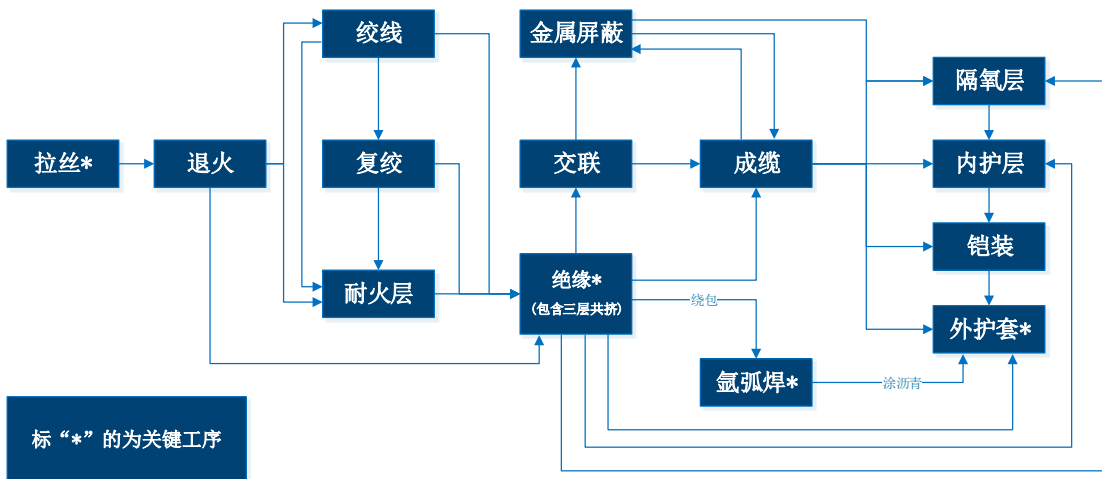 绞线
金属屏蔽
隔氧层
拉丝*
退火
复绞
交联
成缆
内护层
铠装
耐火层
绝缘*
(包含三层共挤)
绕包
外护套*
氩弧焊*
涂沥青
标“*”的为关键工序